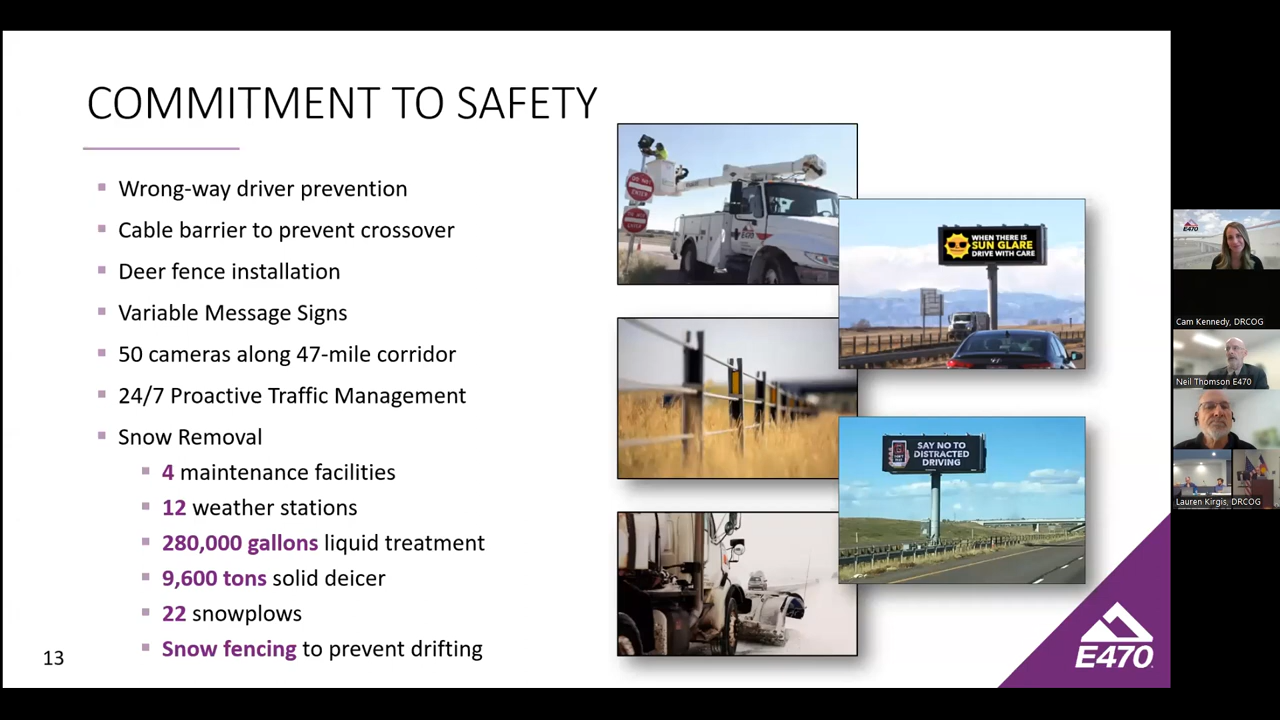 COMMITMENT TO SAFETY
Wrong-way driver prevention
Cable barrier to prevent crossover
Deer fence installation
Variable Message Signs
50 cameras along 47-mile corridor
24/7 Proactive Traffic Management
Snow Removal
4 maintenance facilities
12 weather stations
280,000 gallons liquid treatment
9,600 tons solid deicer
22 snowplows
Snow fencing to prevent drifting
13
ENTER
ENTER
WHEN THERE IS
SUN GLARE
DRIVE WITH CARE
SAY NO TO
DISTRACTED
DRIVING
E470
E470
Cam Kennedy, DRCOG
Neil Thomson E470
Lauren Kirgis, DRCOG